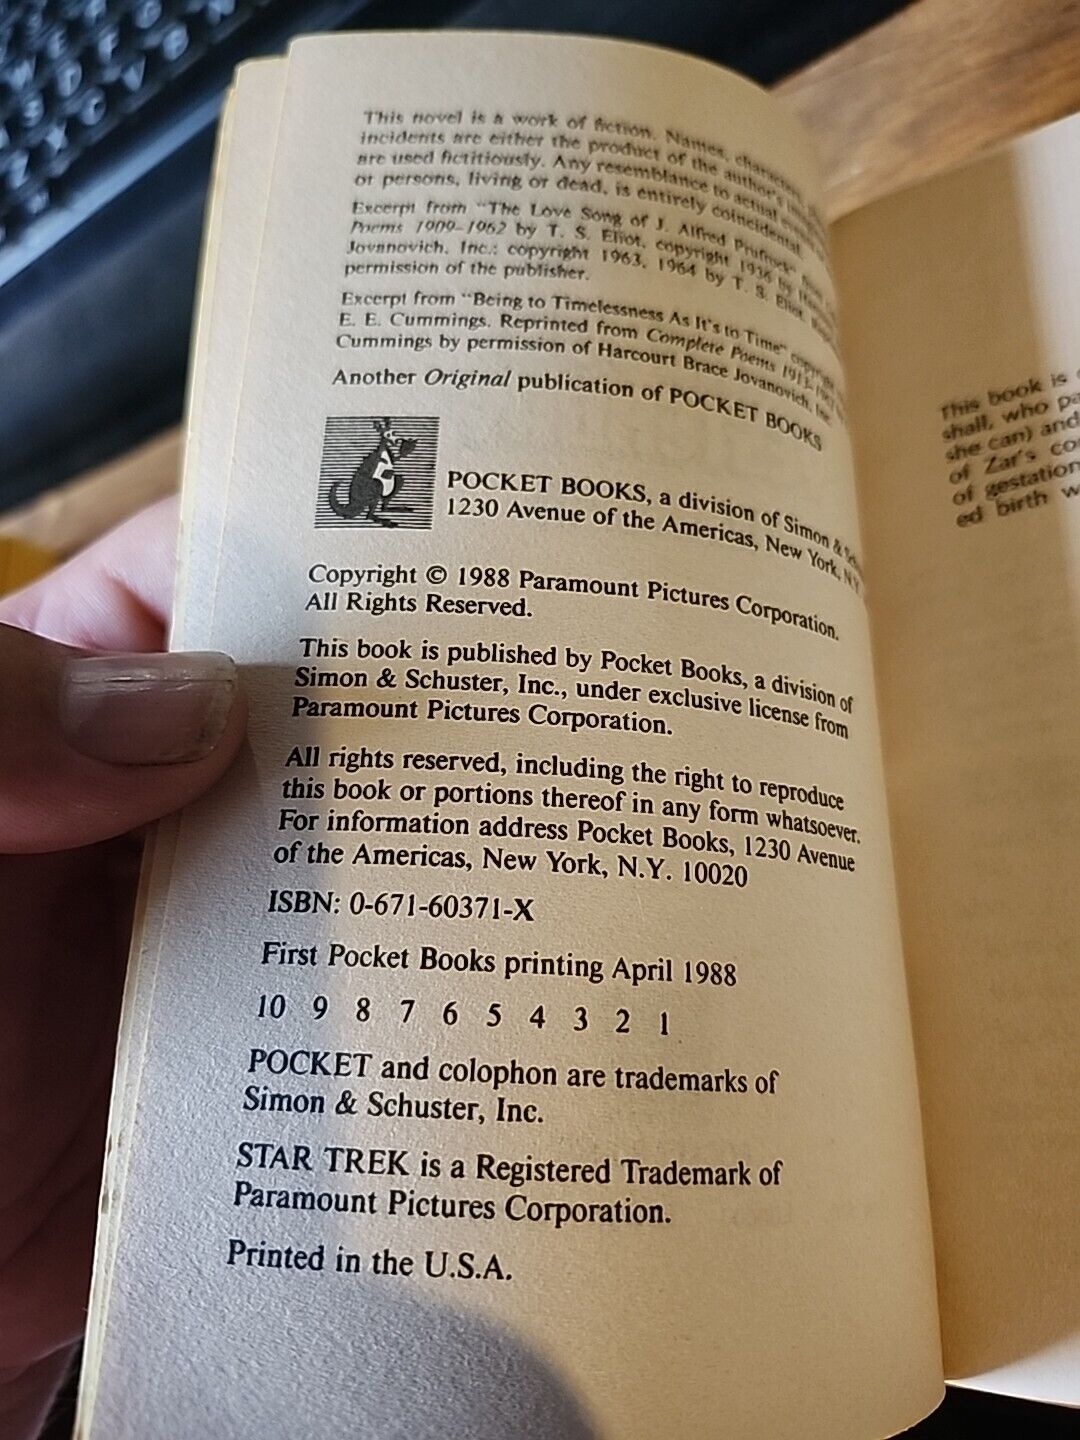 This novel is a work of fiction. Names, characters,
incidents are either the product of the author's
are used fictitiously. Any resemblance to actual events
or persons, living or dead, is entirely coincidental.
Excerpt from "The Love Song of J. Alfred Prufrock" from
Poems 1909–1962 by T. S. Eliot, copyright 1936 by
Jovanovich, Inc.; copyright 1963, 1964 by T. S. Eliot.
permission of the publisher.
Excerpt from "Being to Timelessness As It's to Time" copyright
E. E. Cummings. Reprinted from Complete Poems
Cummings by permission of Harcourt Brace Jovanovich, Inc.
Another Original publication of POCKET BOOKS
POCKET BOOKS, a division of Simon &
1230 Avenue of the Americas, New York, N.Y.
Copyright © 1988 Paramount Pictures Corporation.
All Rights Reserved.
This book is published by Pocket Books, a division of
Simon & Schuster, Inc., under exclusive license from
Paramount Pictures Corporation.
All rights reserved, including the right to reproduce
this book or portions thereof in any form whatsoever.
For information address Pocket Books, 1230 Avenue
of the Americas, New York, N.Y. 10020
ISBN: 0-671-60371-X
First Pocket Books printing April 1988
10 9 8 7 6 5 4 3 2 1
POCKET and colophon are trademarks of
Simon & Schuster, Inc.
STAR TREK is a Registered Trademark of
Paramount Pictures Corporation.
Printed in the U.S.A.
This book is
shall, who
she can) and
of Zar's
of gestation
ed birth